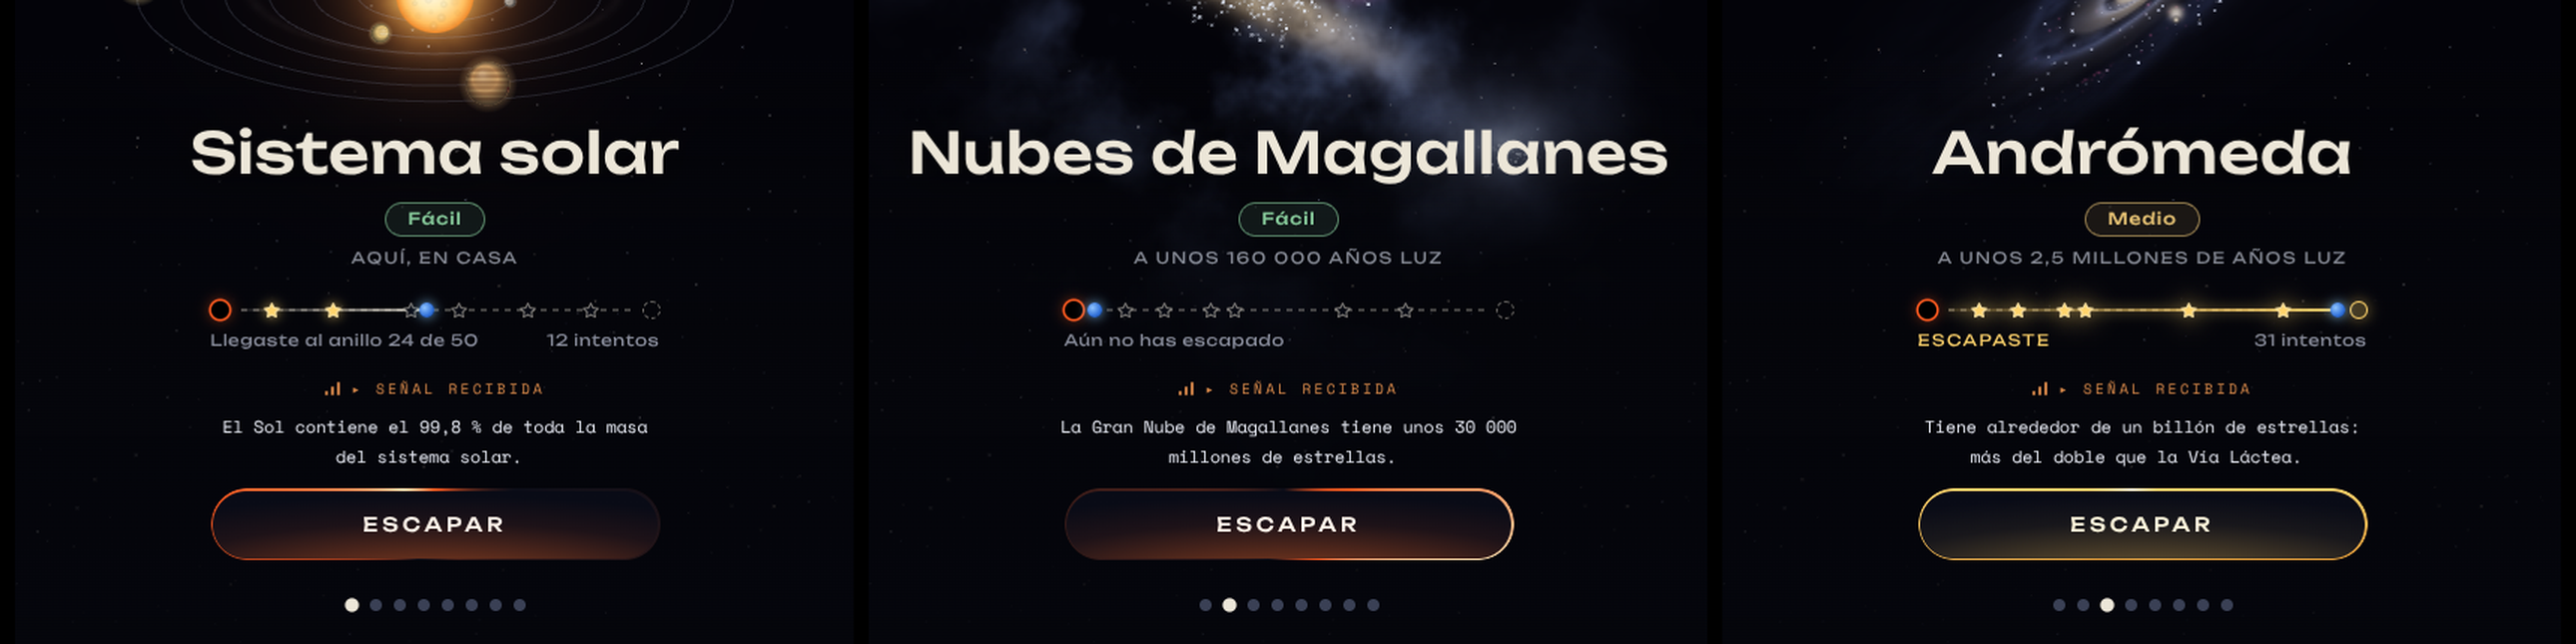 Sistema solar
Fácil
AQUÍ, EN CASA
Llegaste al anillo 24 de 50
12 intentos
▸ SEÑAL RECIBIDA
El Sol contiene el 99,8 % de toda la masa
del sistema solar.
ESCAPAR
Nubes de Magallanes
Fácil
A UNOS 160 000 AÑOS LUZ
Aún no has escapado
▸ SEÑAL RECIBIDA
La Gran Nube de Magallanes tiene unos 30 000
millones de estrellas.
ESCAPAR
Andrómeda
Medio
A UNOS 2,5 MILLONES DE AÑOS LUZ
ESCAPASTE
31 intentos
▸ SEÑAL RECIBIDA
Tiene alrededor de un billón de estrellas:
más del doble que la Vía Láctea.
ESCAPAR